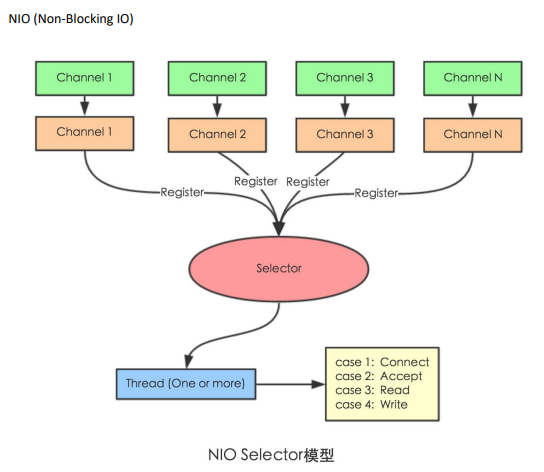 NIO (Non-Blocking IO)
Channel 1
Channel 2
Channel 3
Channel N
Channel 1
Channel 2
Channel 3
Channel N
Register
Register
Register
Register
Selector
Thread (One or more)
case 1: Connect
case 2: Accept
case 3: Read
case 4: Write
NIO Selector模型